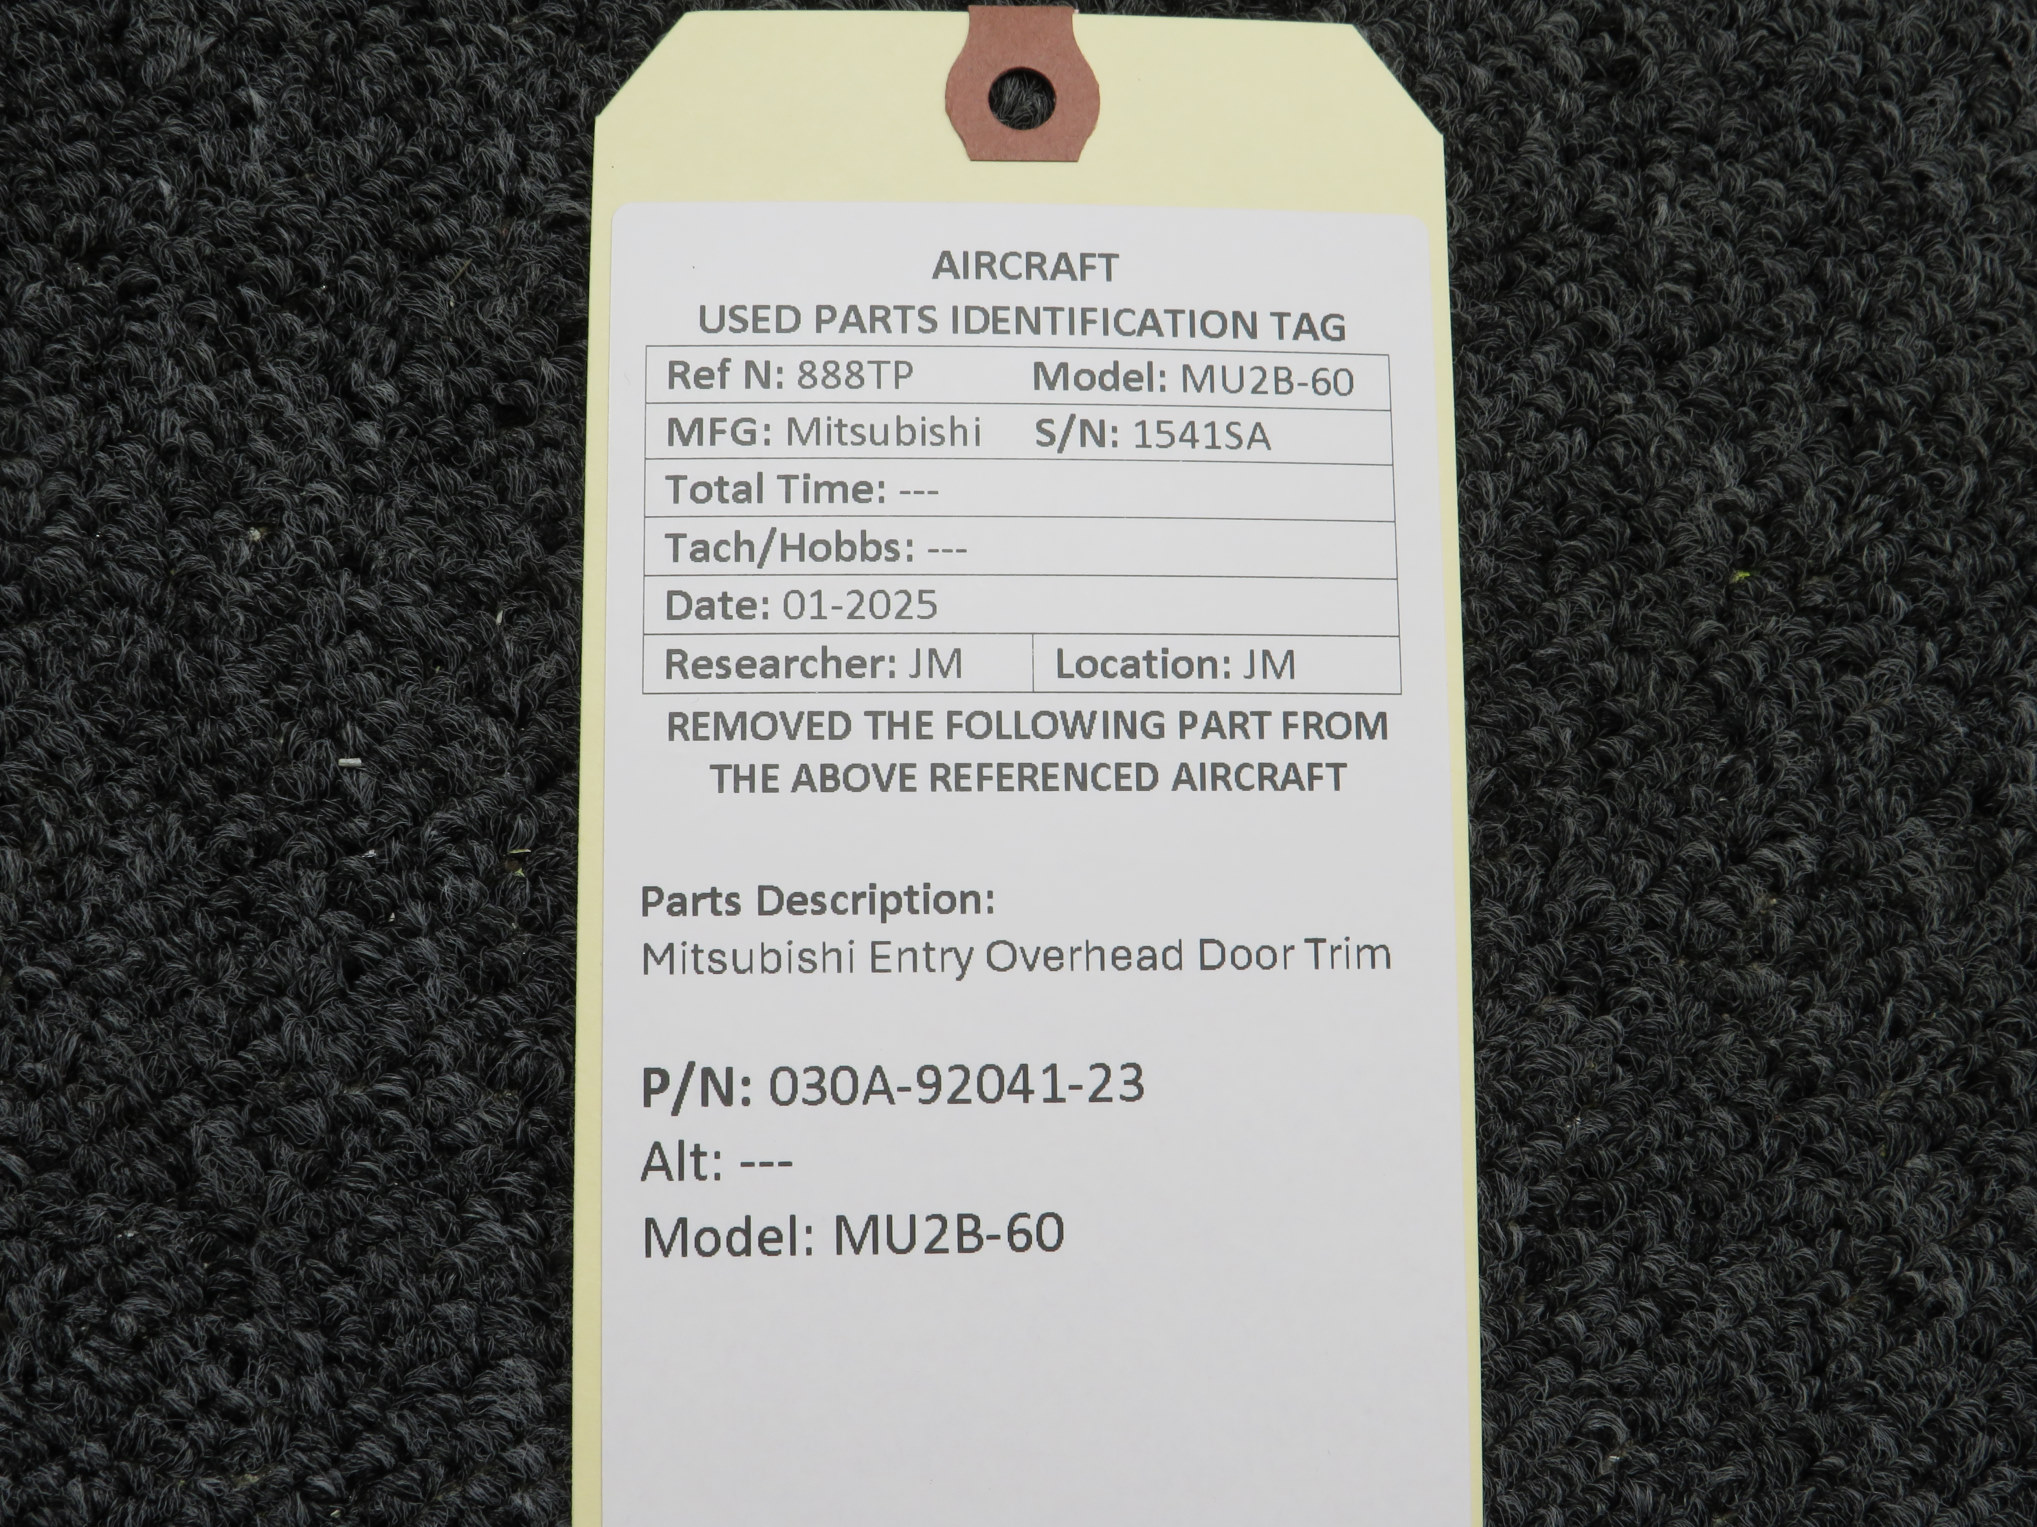 AIRCRAFT
USED PARTS IDENTIFICATION TAG
Ref N: 888TP Model: MU2B-60
MFG: Mitsubishi S/N: 1541SA
Total Time: ---
Tach/Hobbs: ---
Date: 01-2025
Researcher: JM Location: JM
REMOVED THE FOLLOWING PART FROM
THE ABOVE REFERENCED AIRCRAFT
Parts Description:
Mitsubishi Entry Overhead Door Trim
P/N: 030A-92041-23
Alt: ---
Model: MU2B-60